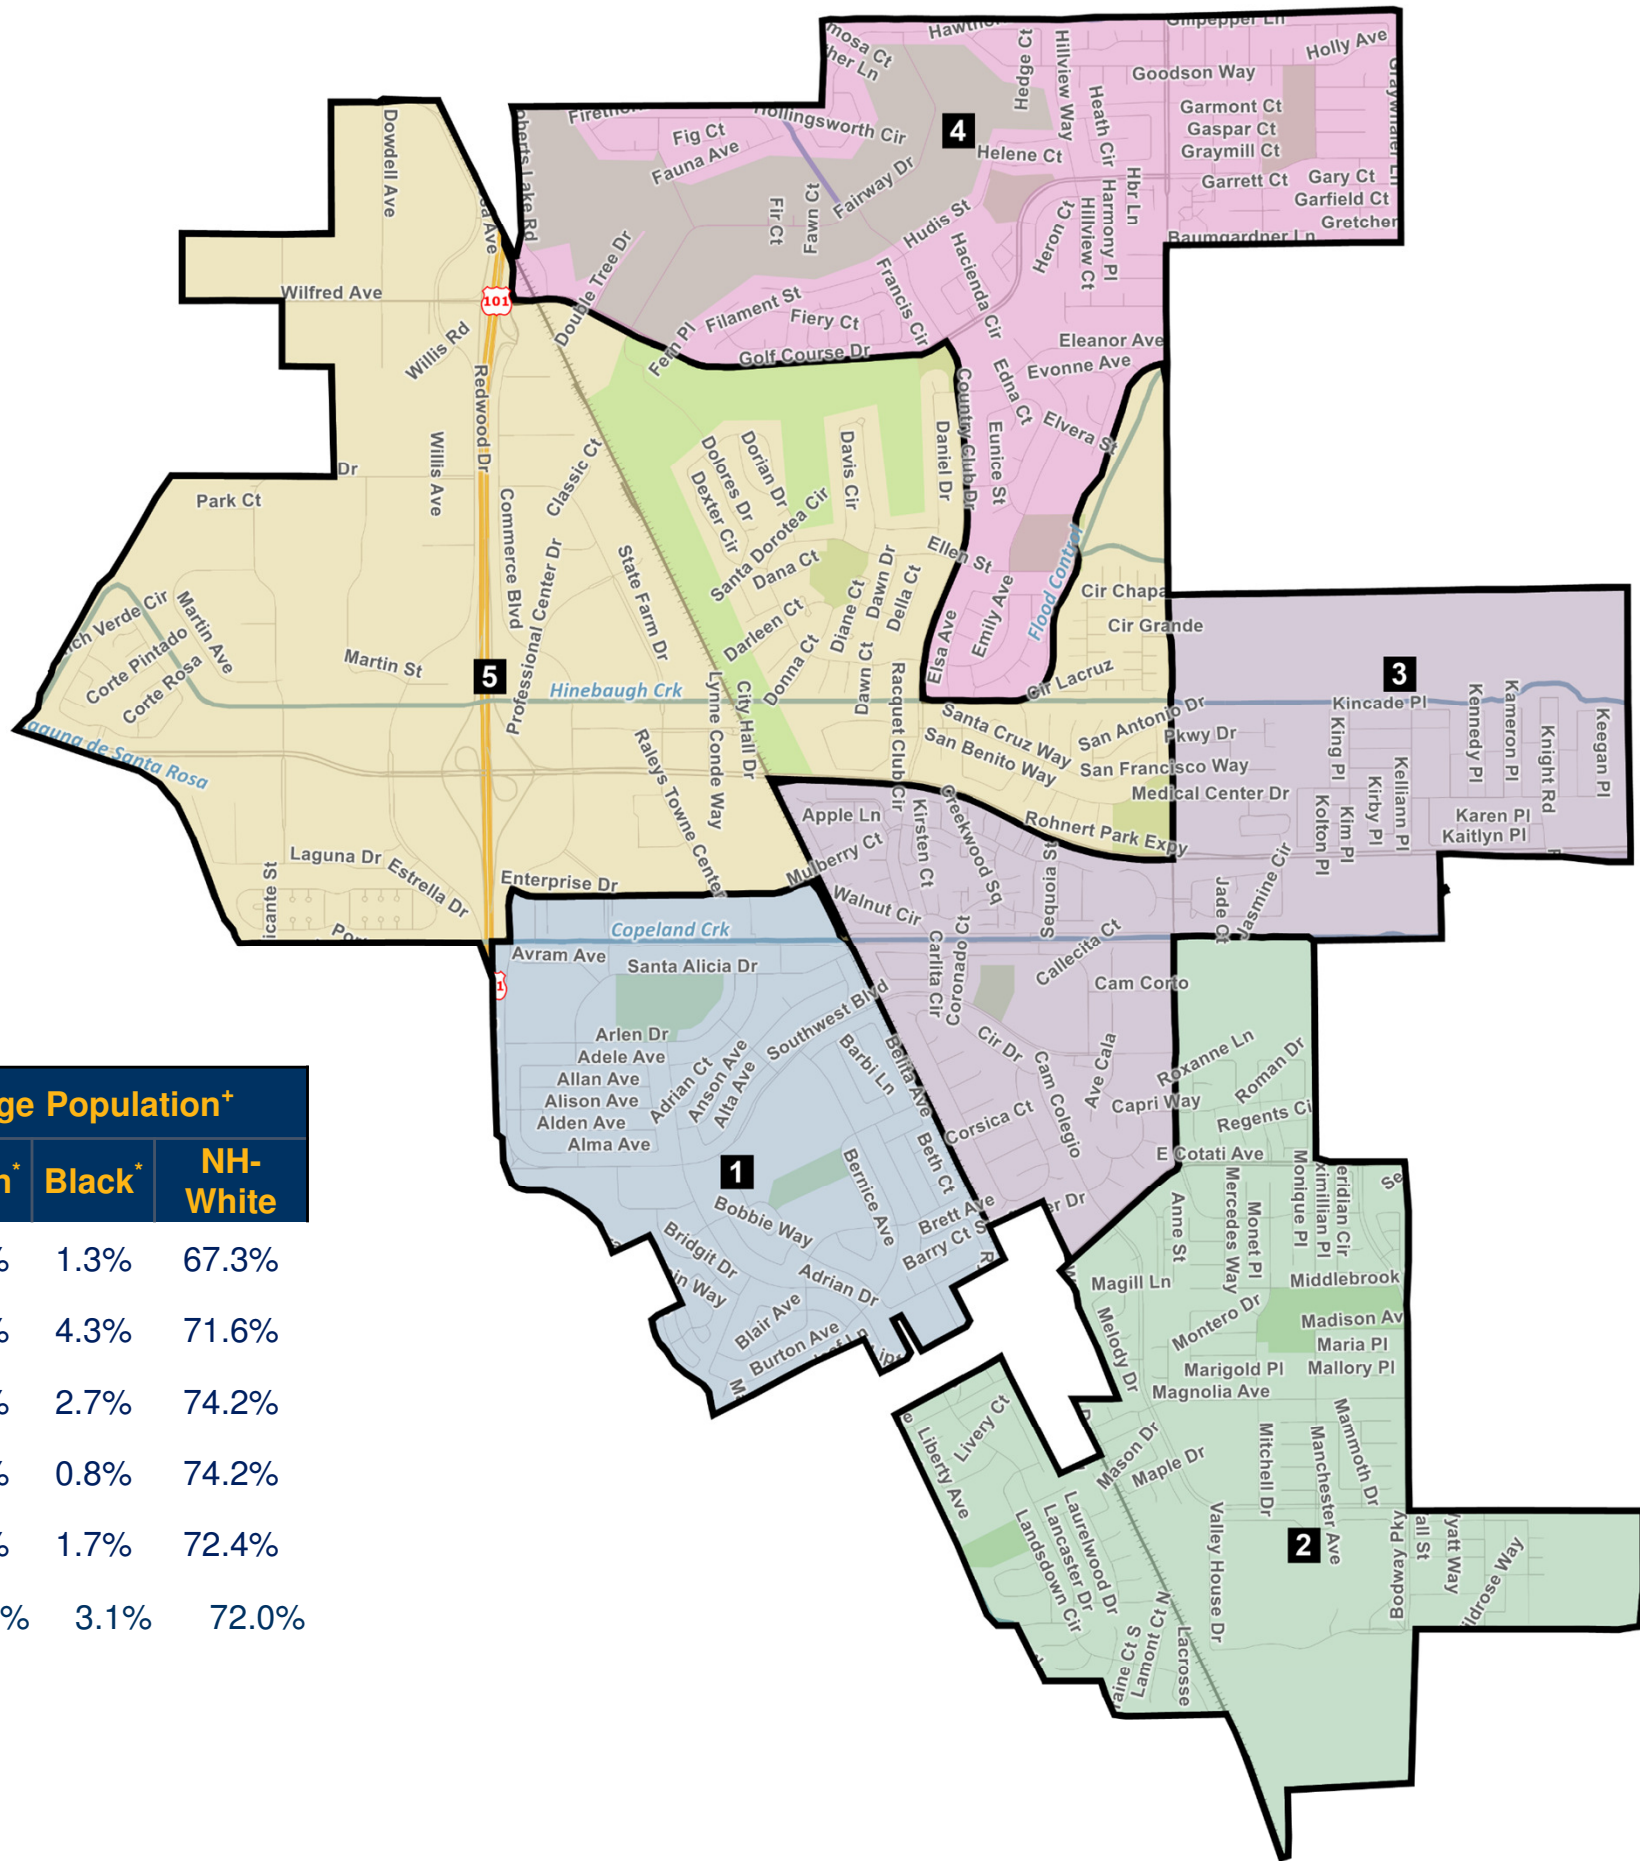 Hedge Ct
Hillview Way
Holly Ave
Goodson Way
Heath Cir
Garmont Ct
Gaspar Ct
Graymill Ct
Dowdell Ave
Hollingsworth Cir
Fig Ct
Fauna Ave
4
Helene Ct
Garrett Ct
Gary Ct
Garfield Ct
Hbr Ln
Harmony Pl
Fairway Dr
Fir Ct
Fawn Ct
Hudis St
Heron Ct
Hillview Ct
Baumgardner Ln
Double Tree Dr
Hacienda Cir
Francis Cir
Wilfred Ave
101
Filament St
Fiery Ct
Willis Rd
Fern Pl
Golf Course Dr
Eleanor Ave
Evonne Ave
Edna Ct
Redwood Dr
Country Club Dr
Elvera St
Eunice St
Daniel Dr
Davis Cir
Dorian Dr
Dolores Dr
Dexter Cir
Willis Ave
Dr
Classic Ct
Park Ct
Commerce Blvd
Santa Dorotea Cir
Dana Ct
Ellen St
Flood Control
State Farm Dr
Professional Center Dr
Dawn Dr
Della Ct
Diane Ct
Emily Ave
Elsa Ave
Cir Grande
Martin Ave
Corte Pintado
Corte Rosa
Martin St
5
Darleen Ct
Donna Ct
Dawn Ct
Racquet Club Cir
Cir Lacruz
3
Hinebaugh Crk
Lynne Conde Way
City Hall Dr
Santa Cruz Way
San Benito Way
San Antonio Dr
Pkwy Dr
San Francisco Way
Medical Center Dr
Kincade Pl
King Pl
Kennedy Pl
Kameron Pl
Knight Rd
Keegan Pl
Kelliann Pl
Kirby Pl
Kolton Pl
Kim Pl
Karen Pl
Kaitlyn Pl
Raleys Towne Center
Apple Ln
Mulberry Ct
Kirsten Ct
Creekwood Sq
Rohnert Park Expy
Laguna Dr
Estrella Dr
Enterprise Dr
Walnut Cir
Jade Ct
Jasmine Cir
Copeland Crk
Avram Ave
Santa Alicia Dr
Carlita Cir
Coronado Ct
Callecita Ct
Cam Corto
Southwest Blvd
Arlen Dr
Adele Ave
Allan Ave
Alison Ave
Alden Ave
Alma Ave
Adrian Ct
Anson Ave
Alta Ave
Barbi Ln
Belita Ave
Cir Dr
Cam Colegio
Ave Cala
Corsica Ct
Capri Way
Roxanne Ln
Roman Dr
E Cotati Ave
1
Beth Ct
Bernice Ave
Brett Ave
Bobbie Way
Bridgit Dr
Adrian Dr
Blair Ave
Burton Ave
Anne St
Mercedes Way
Monet Pl
Monique Pl
Magill Ln
Middlebrook
Montero Dr
Maria Pl
Mallory Pl
Melody Dr
Marigold Pl
Magnolia Ave
Livery Ct
Liberty Ave
Mason Dr
Maple Dr
Mitchell Dr
Manchester Ave
Mammoth Dr
Laurelwood Dr
Lancaster Dr
Landsdown Cir
Valley House Dr
2
Bodway Pky
Lamont Ct N
Lacrosse
ge Population+
n* Black* NH-White
% 1.3% 67.3%
% 4.3% 71.6%
% 2.7% 74.2%
% 0.8% 74.2%
% 1.7% 72.4%
% 3.1% 72.0%